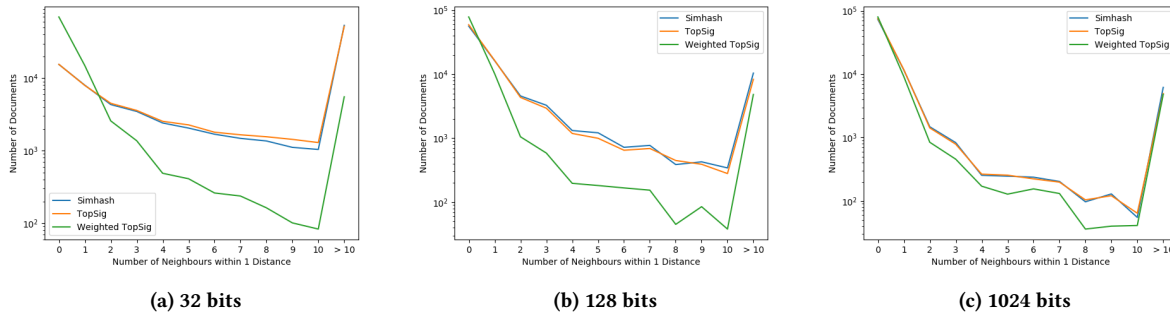 10⁴
10³
10²
Number of Documents
Simhash
TopSig
Weighted TopSig
0 1 2 3 4 5 6 7 8 9 10 > 10
Number of Neighbours within 1 Distance
(a) 32 bits
10⁵
10⁴
10³
10²
Number of Documents
Simhash
TopSig
Weighted TopSig
0 1 2 3 4 5 6 7 8 9 10 > 10
Number of Neighbours within 1 Distance
(b) 128 bits
10⁵
10⁴
10³
10²
Number of Documents
Simhash
TopSig
Weighted TopSig
0 1 2 3 4 5 6 7 8 9 10 > 10
Number of Neighbours within 1 Distance
(c) 1024 bits